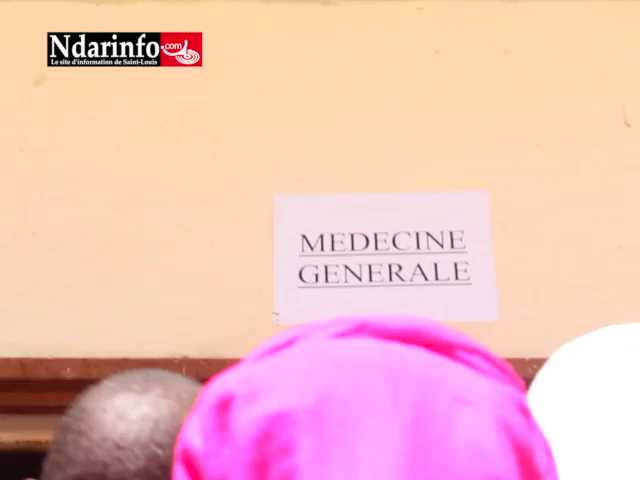 Ndarinfo.com
Le site d'information de Saint-Louis
MEDECINE
GENERALE